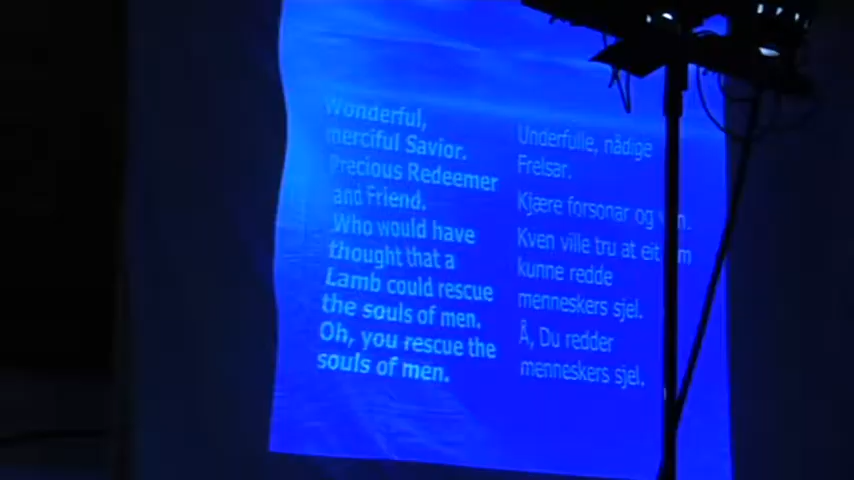 Wonderful,
merciful Savior.
Precious Redeemer
and Friend.
Who would have
thought that a
Lamb could rescue
the souls of men.
Oh, you rescue the
souls of men.
Underfulle, nådige
Frelsar.
Kjære forsonar og
Kven ville tru at eit
kunne redde
menneskers sjel.
Å, Du redder
menneskers sjel.